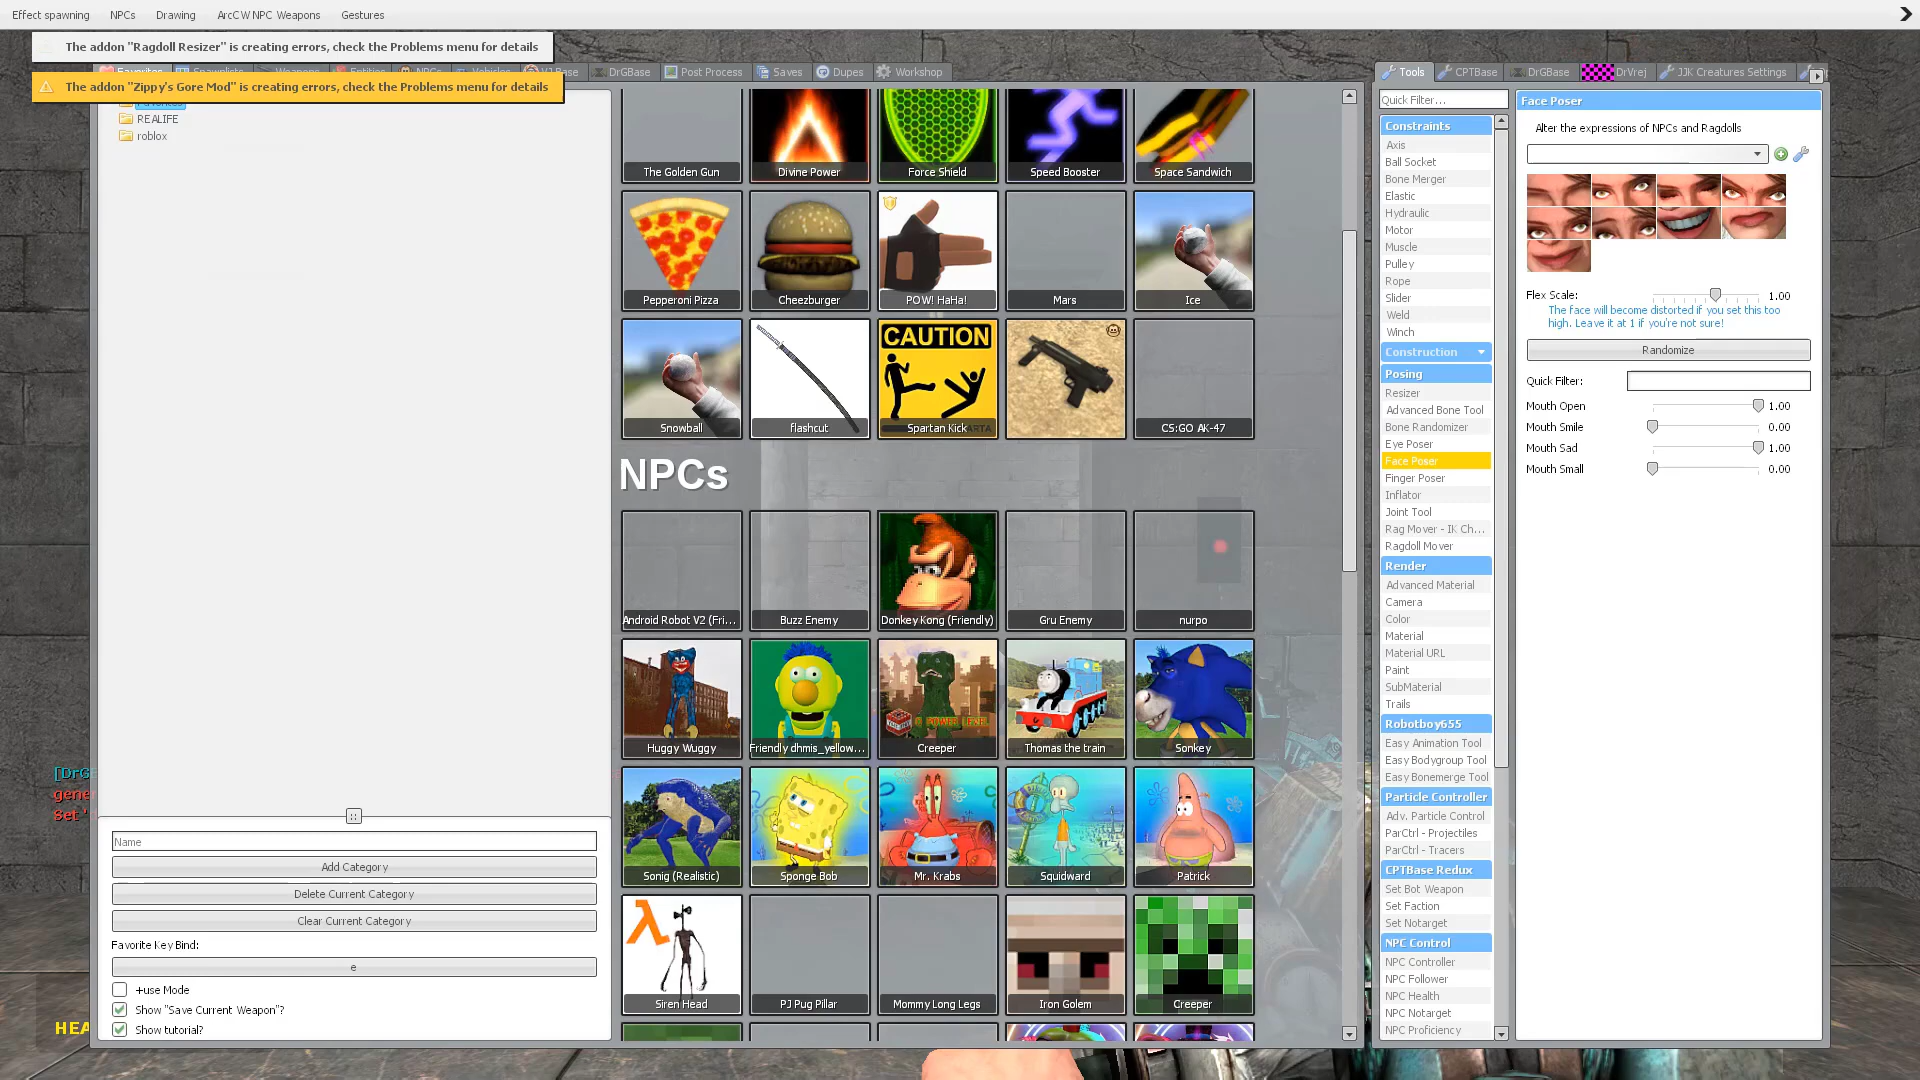 Effect spawning NPCs Drawing ArcCW NPC Weapons Gestures
The addon "Ragdoll Resizer" is creating errors, check the Problems menu for details
Favorites Spawnlists Weapons Entities NPCs Vehicles VJ Base DrGBase Post Process Saves Dupes Workshop
The addon "Zippy's Gore Mod" is creating errors, check the Problems menu for details
Favorites
REALIFE
roblox
The Golden Gun Divine Power Force Shield Speed Booster Space Sandwich
Pepperoni Pizza Cheezburger POW! HaHa! Mars Ice
CAUTION
Snowball flashcut Spartan Kick CS:GO AK-47
NPCs
Android Robot V2 (Fri... Buzz Enemy Donkey Kong (Friendly) Gru Enemy nurpo
Huggy Wuggy Friendly dhmis_yellow... Creeper Thomas the train Sonkey
Sonig (Realistic) Sponge Bob Mr. Krabs Squidward Patrick
Siren Head PJ Pug Pillar Mommy Long Legs Iron Golem Creeper
[DrG
gene
Set '
HEA
Name
Add Category
Delete Current Category
Clear Current Category
Favorite Key Bind:
e
+use Mode
Show "Save Current Weapon"?
Show tutorial?
Tools CPTBase DrGBase DrVrej JJK Creatures Settings
Quick Filter...
Constraints
Axis
Ball Socket
Bone Merger
Elastic
Hydraulic
Motor
Muscle
Pulley
Rope
Slider
Weld
Winch
Construction
Posing
Resizer
Advanced Bone Tool
Bone Randomizer
Eye Poser
Face Poser
Finger Poser
Inflator
Joint Tool
Rag Mover - IK Ch...
Ragdoll Mover
Render
Advanced Material
Camera
Color
Material
Material URL
Paint
SubMaterial
Trails
Robotboy655
Easy Animation Tool
Easy Bodygroup Tool
Easy Bonemerge Tool
Particle Controller
Adv. Particle Control
ParCtrl - Projectiles
ParCtrl - Tracers
CPTBase Redux
Set Bot Weapon
Set Faction
Set Notarget
NPC Control
NPC Controller
NPC Follower
NPC Health
NPC Notarget
NPC Proficiency
Face Poser
Alter the expressions of NPCs and Ragdolls
Flex Scale: 1.00
The face will become distorted if you set this too
high. Leave it at 1 if you're not sure!
Randomize
Quick Filter:
Mouth Open 1.00
Mouth Smile 0.00
Mouth Sad 1.00
Mouth Small 0.00